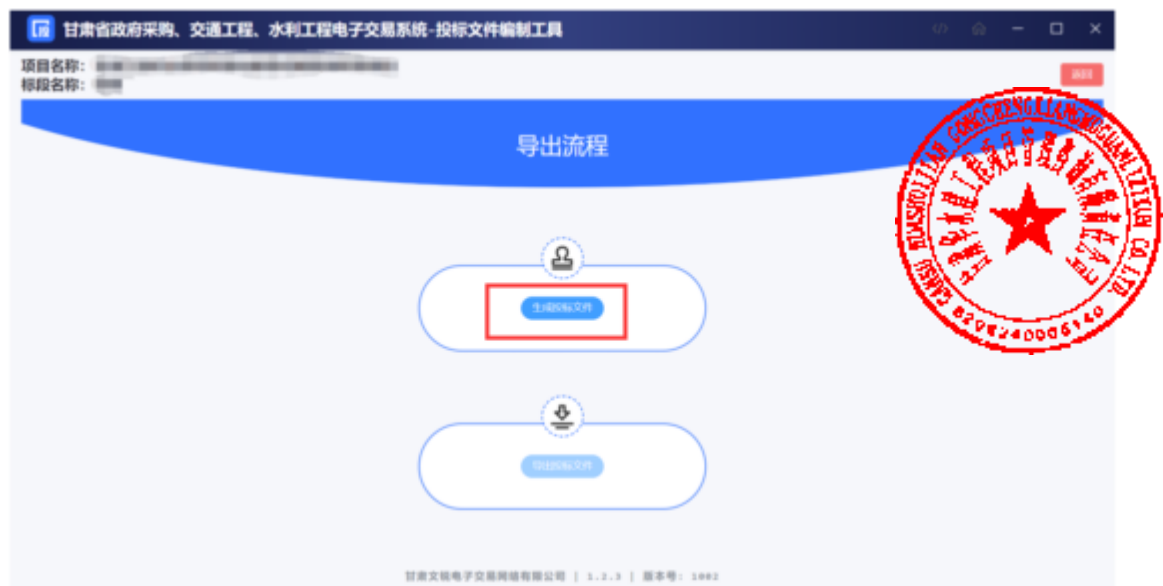 投
甘肃省政府采购、交通工程、水利工程电子交易系统-投标文件编制工具
项目名称：
标段名称：
返回
导出流程
生成投标文件
导出投标文件
甘肃文锐电子交易网络有限公司 | 1.2.3 | 版本号: 1002